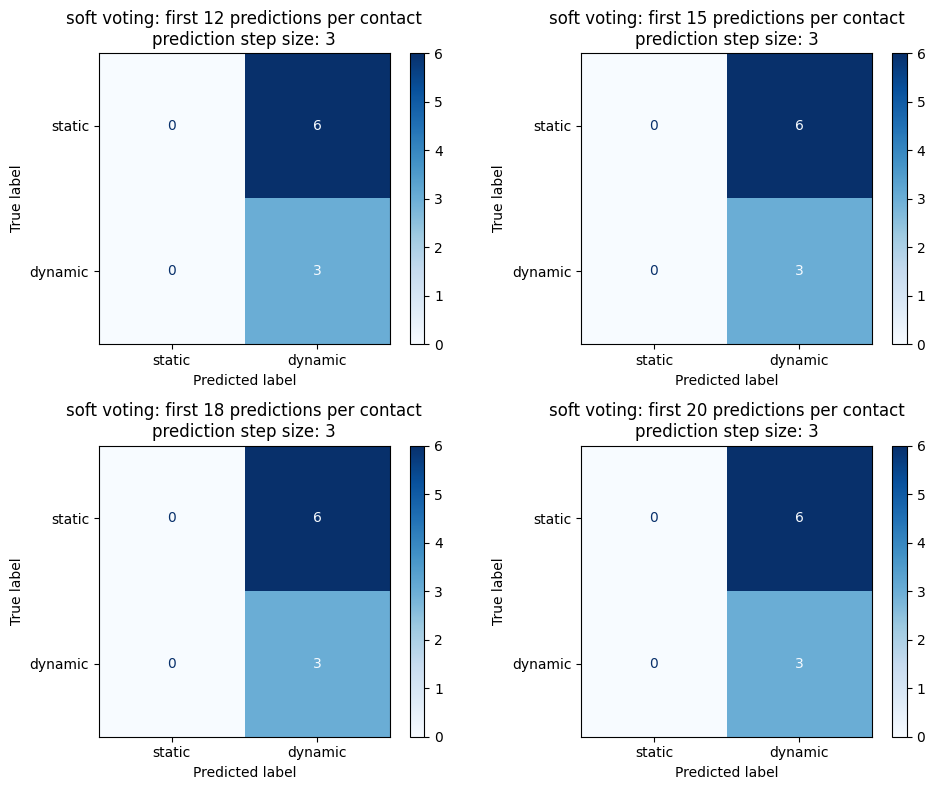 soft voting: first 12 predictions per contact
prediction step size: 3
6
5
4
3
2
1
0
True label
static
dynamic
0
6
0
3
static
dynamic
Predicted label
soft voting: first 15 predictions per contact
prediction step size: 3
6
5
4
3
2
1
0
True label
static
dynamic
0
6
0
3
static
dynamic
Predicted label
soft voting: first 18 predictions per contact
prediction step size: 3
6
5
4
3
2
1
0
True label
static
dynamic
0
6
0
3
static
dynamic
Predicted label
soft voting: first 20 predictions per contact
prediction step size: 3
6
5
4
3
2
1
0
True label
static
dynamic
0
6
0
3
static
dynamic
Predicted label